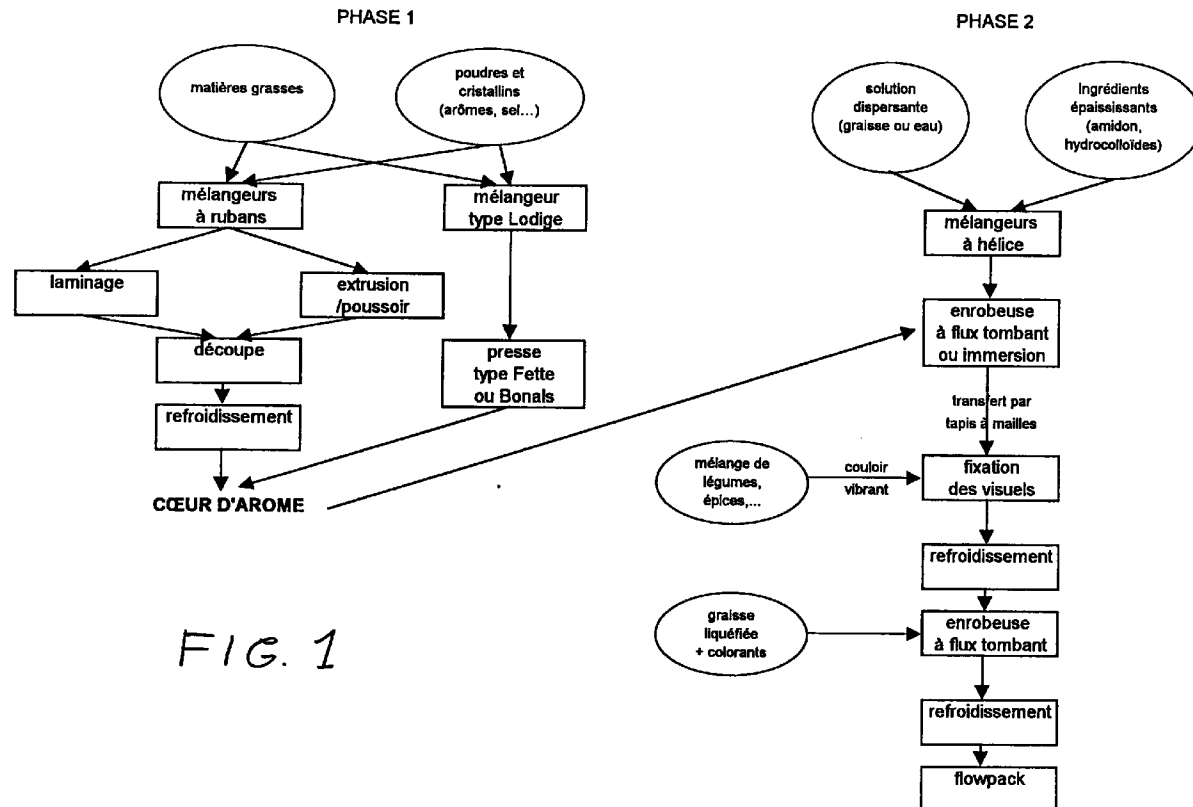 PHASE 1
matières grasses
poudres et
cristallins
(arômes, sel...)
mélangeurs
à rubans
mélangeur
type Lodige
laminage
extrusion
/poussoir
découpe
presse
type Fette
ou Bonals
refroidissement
CŒUR D'AROME
FIG. 1
PHASE 2
solution
dispersante
(graisse ou eau)
Ingrédients
épaississants
(amidon,
hydrocolloïdes)
mélangeurs
à hélice
enrobeuse
à flux tombant
ou immersion
transfert par
tapis à mailles
mélange de
légumes,
épices,...
couloir
vibrant
fixation
des visuels
refroidissement
graisse
liquéfiée
+ colorants
enrobeuse
à flux tombant
refroidissement
flowpack